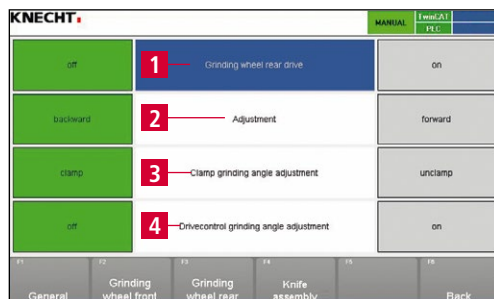 KNECHT.
MANUAL
TwinCAT
PLC
off
1
Grinding wheel rear drive
on
backward
2
Adjustment
forward
clamp
3
Clamp grinding angle adjustment
unclamp
off
4
Drivecontrol grinding angle adjustment
on
F1
F2
F3
F4
F5
F6
General
Grinding wheel front
Grinding wheel rear
Knife assembly
Back